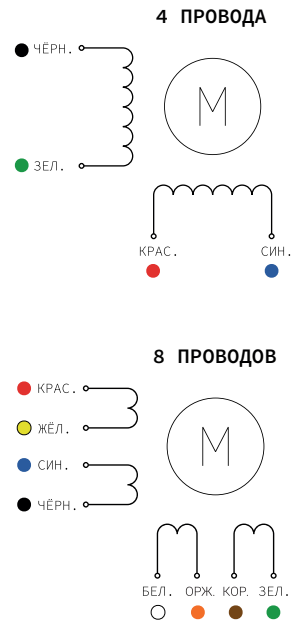 4 ПРОВОДА
ЧЁРН.
M
ЗЕЛ.
КРАС. СИН.
8 ПРОВОДОВ
КРАС.
ЖЁЛ.
M
СИН.
ЧЁРН.
БЕЛ. ОРЖ. КОР. ЗЕЛ.